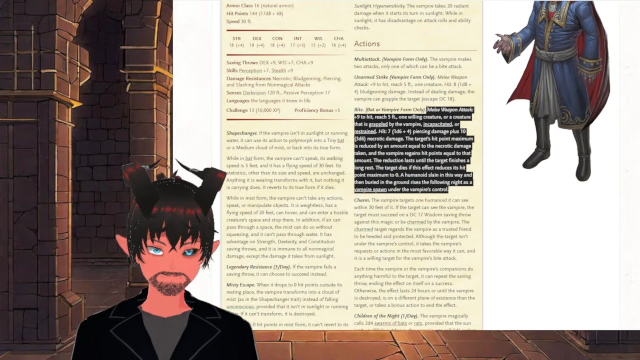 Armor Class 16 (natural armor)
Hit Points 144 (17d8 + 68)
Speed 30 ft.
STR DEX CON INT WIS CHA
18 (+4) 18 (+4) 18 (+4) 17 (+3) 15 (+2) 18 (+4)
Saving Throws DEX +9, WIS +7, CHA +9
Skills Perception +7, Stealth +9
Damage Resistances Necrotic; Bludgeoning, Piercing,
and Slashing from Nonmagical Attacks
Senses Darkvision 120 ft., Passive Perception 17
Languages the languages it knew in life
Challenge 13 (10,000 XP) Proficiency Bonus +5
Shapechanger. If the vampire isn't in sunlight or running
water, it can use its action to polymorph into a Tiny bat
or a Medium cloud of mist, or back into its true form.
While in bat form, the vampire can't speak, its walking
speed is 5 feet, and it has a flying speed of 30 feet. Its
statistics, other than its size and speed, are unchanged.
Anything it is wearing transforms with it, but nothing it
is carrying does. It reverts to its true form if it dies.
While in mist form, the vampire can't take any actions,
speak, or manipulate objects. It is weightless, has a
flying speed of 20 feet, can hover, and can enter a hostile
creature's space and stop there. In addition, if air can
pass through a space, the mist can do so without
squeezing, and it can't pass through water. It has
advantage on Strength, Dexterity, and Constitution
saving throws, and it is immune to all nonmagical
damage, except the damage it takes from sunlight.
Legendary Resistance (3/Day). If the vampire fails a
saving throw, it can choose to succeed instead.
Misty Escape. When it drops to 0 hit points outside its
resting place, the vampire transforms into a cloud of
mist (as in the Shapechanger trait) instead of falling
unconscious, provided that it isn't in sunlight or running
it can't transform, it is destroyed.
0 hit points in mist form, it can't revert to its
Sunlight Hypersensitivity. The vampire takes 20 radiant
damage when it starts its turn in sunlight. While in
sunlight, it has disadvantage on attack rolls and ability
checks.
Actions
Multiattack. (Vampire Form Only). The vampire makes
two attacks, only one of which can be a bite attack.
Unarmed Strike (Vampire Form Only). Melee Weapon
Attack: +9 to hit, reach 5 ft., one creature. Hit: 8 (1d8 +
4) bludgeoning damage. Instead of dealing damage, the
vampire can grapple the target (escape DC 18).
Bite. (Bat or Vampire Form Only). Melee Weapon Attack:
+9 to hit, reach 5 ft., one willing creature, or a creature
that is grappled by the vampire, incapacitated, or
restrained. Hit: 7 (1d6 + 4) piercing damage plus 10
(3d6) necrotic damage. The target's hit point maximum
is reduced by an amount equal to the necrotic damage
taken, and the vampire regains hit points equal to that
amount. The reduction lasts until the target finishes a
long rest. The target dies if this effect reduces its hit
point maximum to 0. A humanoid slain in this way and
then buried in the ground rises the following night as a
vampire spawn under the vampire's control.
Charm. The vampire targets one humanoid it can see
within 30 feet of it. If the target can see the vampire, the
target must succeed on a DC 17 Wisdom saving throw
against this magic or be charmed by the vampire. The
charmed target regards the vampire as a trusted friend
to be heeded and protected. Although the target isn't
under the vampire's control, it takes the vampire's
requests or actions in the most favorable way it can, and
it is a willing target for the vampire's bite attack.
Each time the vampire or the vampire's companions do
anything harmful to the target, it can repeat the saving
throw, ending the effect on itself on a success.
Otherwise, the effect lasts 24 hours or until the vampire
is destroyed, is on a different plane of existence than the
target, or takes a bonus action to end the effect.
Children of the Night (1/Day). The vampire magically
calls 2d4 swarms of bats or rats, provided that the sun